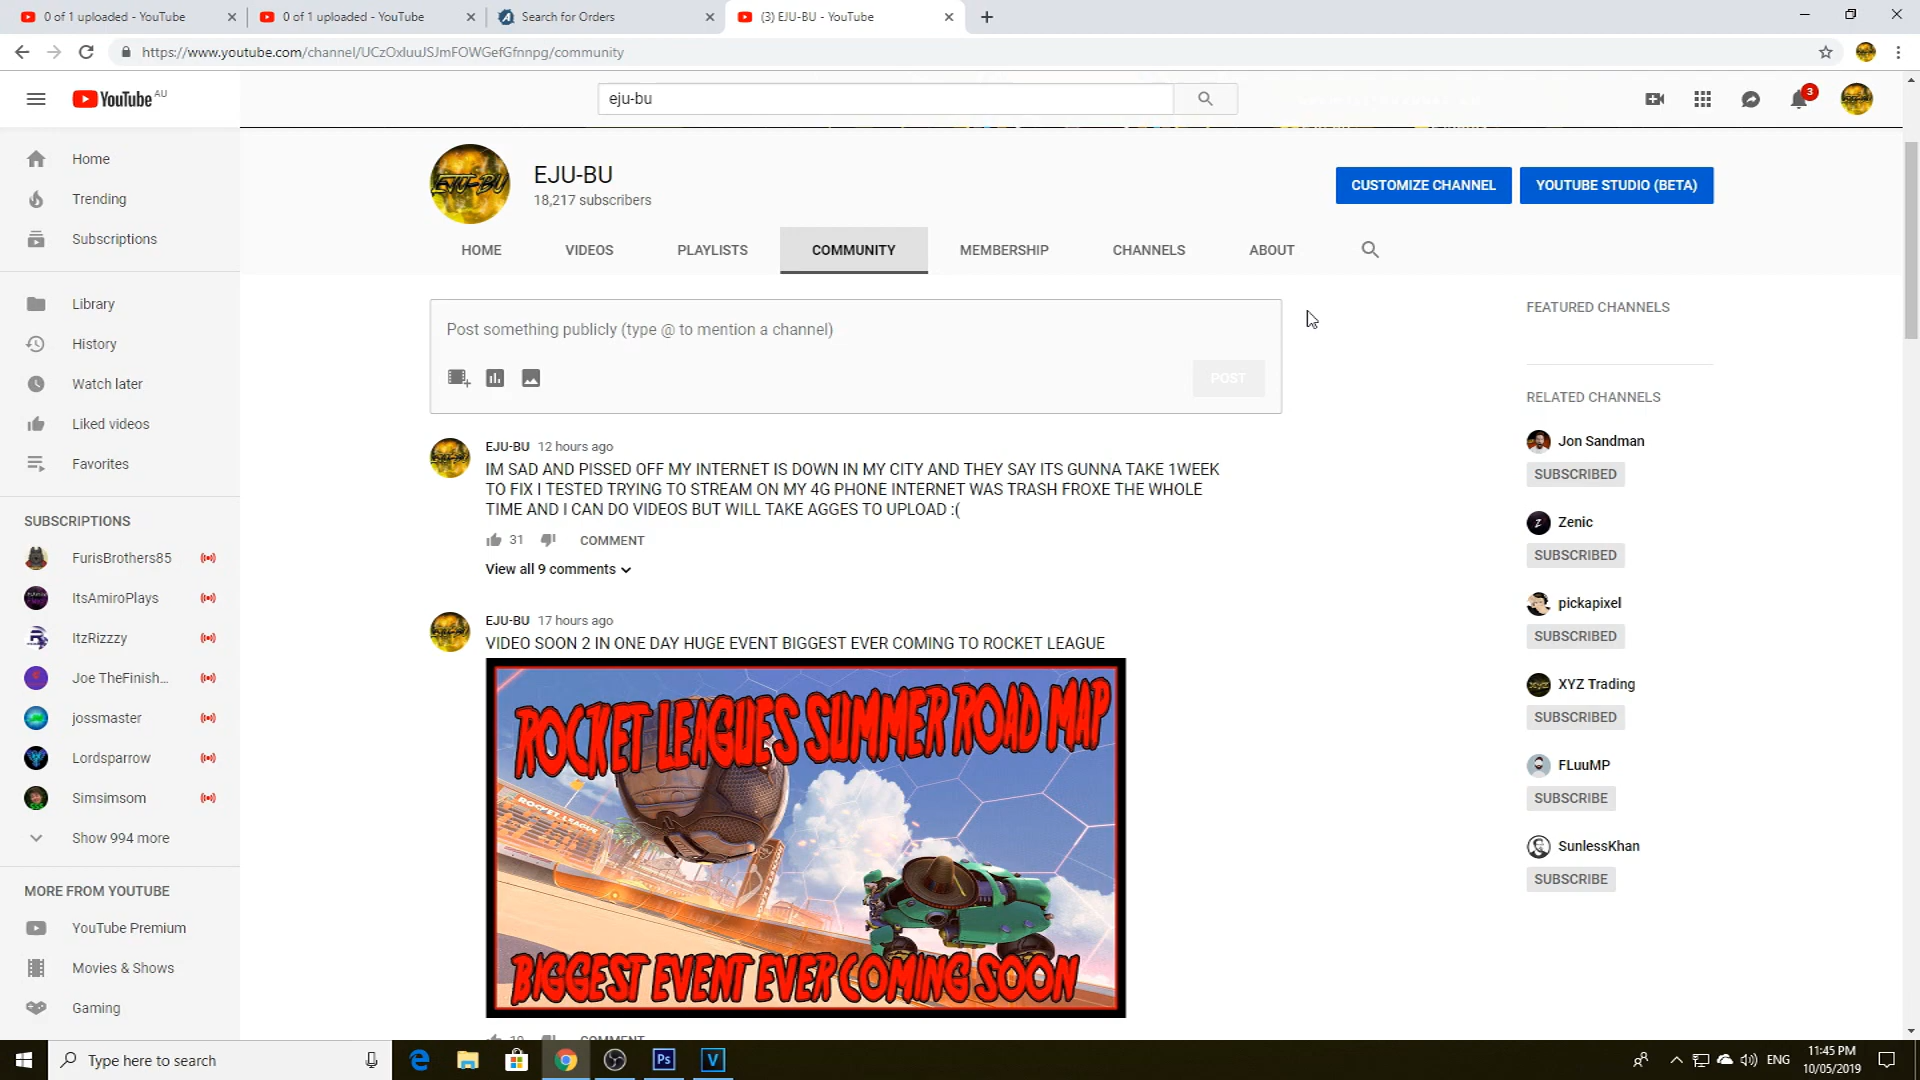 0 of 1 uploaded - YouTube
0 of 1 uploaded - YouTube
Search for Orders
(3) EJU-BU - YouTube
https://www.youtube.com/channel/UCzOxluuJSJmFOWGefGfnnpg/community
YouTube AU
eju-bu
3
Home
Trending
Subscriptions
Library
History
Watch later
Liked videos
Favorites
SUBSCRIPTIONS
FurisBrothers85
ItsAmiroPlays
ItzRizzzy
Joe TheFinish...
jossmaster
Lordsparrow
Simsimsom
Show 994 more
MORE FROM YOUTUBE
YouTube Premium
Movies & Shows
Gaming
EJU-BU
EJU-BU
18,217 subscribers
CUSTOMIZE CHANNEL
YOUTUBE STUDIO (BETA)
HOME
VIDEOS
PLAYLISTS
COMMUNITY
MEMBERSHIP
CHANNELS
ABOUT
Post something publicly (type @ to mention a channel)
POST
EJU-BU 12 hours ago
IM SAD AND PISSED OFF MY INTERNET IS DOWN IN MY CITY AND THEY SAY ITS GUNNA TAKE 1WEEK
TO FIX I TESTED TRYING TO STREAM ON MY 4G PHONE INTERNET WAS TRASH FROXE THE WHOLE
TIME AND I CAN DO VIDEOS BUT WILL TAKE AGGES TO UPLOAD :(
31
COMMENT
View all 9 comments
EJU-BU 17 hours ago
VIDEO SOON 2 IN ONE DAY HUGE EVENT BIGGEST EVER COMING TO ROCKET LEAGUE
ROCKET LEAGUES SUMMER ROAD MAP
ROCKET LEAGUE
BIGGEST EVENT EVER COMING SOON
COMMENT
FEATURED CHANNELS
RELATED CHANNELS
Jon Sandman
SUBSCRIBED
Zenic
SUBSCRIBED
pickapixel
SUBSCRIBED
XYZ Trading
SUBSCRIBED
FLuuMP
SUBSCRIBE
SunlessKhan
SUBSCRIBE
Type here to search
Ps
V
ENG
11:45 PM
10/05/2019